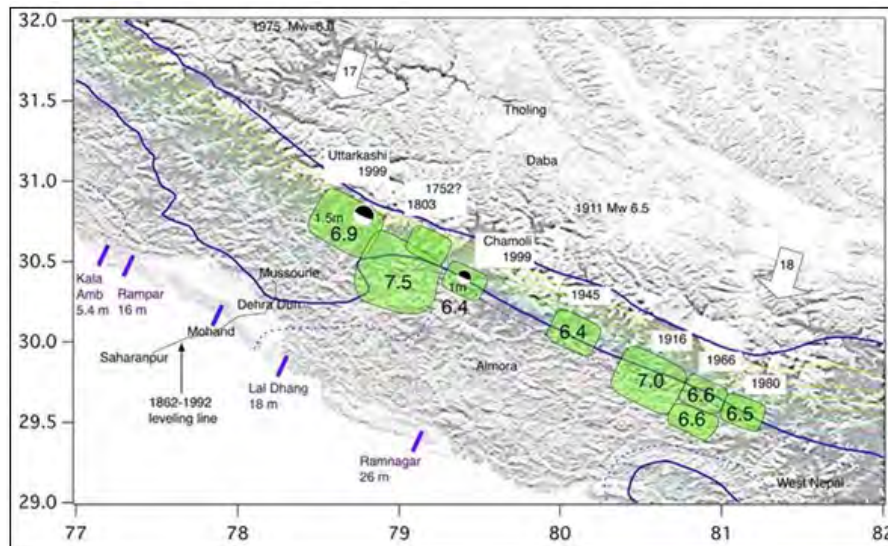 32.0
31.5
31.0
30.5
30.0
29.5
29.0
77
78
79
80
81
82
1975 Mw=6.8
17
Tholing
Daba
Uttarkashi
1999
1752?
1803
1911 Mw 6.5
1.5m
6.9
Chamoli
1999
18
7.5
1m
6.4
1945
6.4
1916
1966
1980
7.0
6.6
6.6
6.5
Kala
Amb
5.4 m
Rampar
16 m
Mussourie
Dehra Dun
Mohand
Saharanpur
1862-1992
leveling line
Lal Dhang
18 m
Almora
Ramnagar
26 m
West Nepal